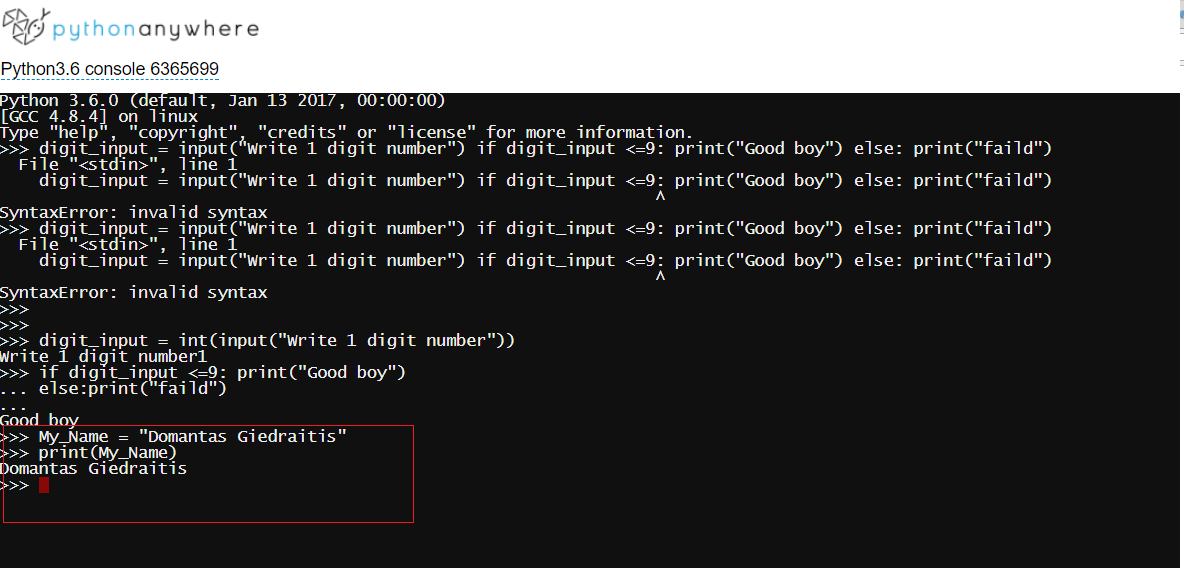 pythonanywhere
Python3.6 console 6365699
Python 3.6.0 (default, Jan 13 2017, 00:00:00)
[GCC 4.8.4] on linux
Type "help", "copyright", "credits" or "license" for more information.
>>> digit_input = input("Write 1 digit number") if digit_input <=9: print("Good boy") else: print("faild")
  File "<stdin>", line 1
    digit_input = input("Write 1 digit number") if digit_input <=9: print("Good boy") else: print("faild")
                                                                  ^
SyntaxError: invalid syntax
>>> digit_input = input("Write 1 digit number") if digit_input <=9: print("Good boy") else: print("faild")
  File "<stdin>", line 1
    digit_input = input("Write 1 digit number") if digit_input <=9: print("Good boy") else: print("faild")
                                                                  ^
SyntaxError: invalid syntax
>>>
>>>
>>> digit_input = int(input("Write 1 digit number"))
Write 1 digit number1
>>> if digit_input <=9: print("Good boy")
... else:print("faild")
...
Good boy
>>> My_Name = "Domantas Giedraitis"
>>> print(My_Name)
Domantas Giedraitis
>>>